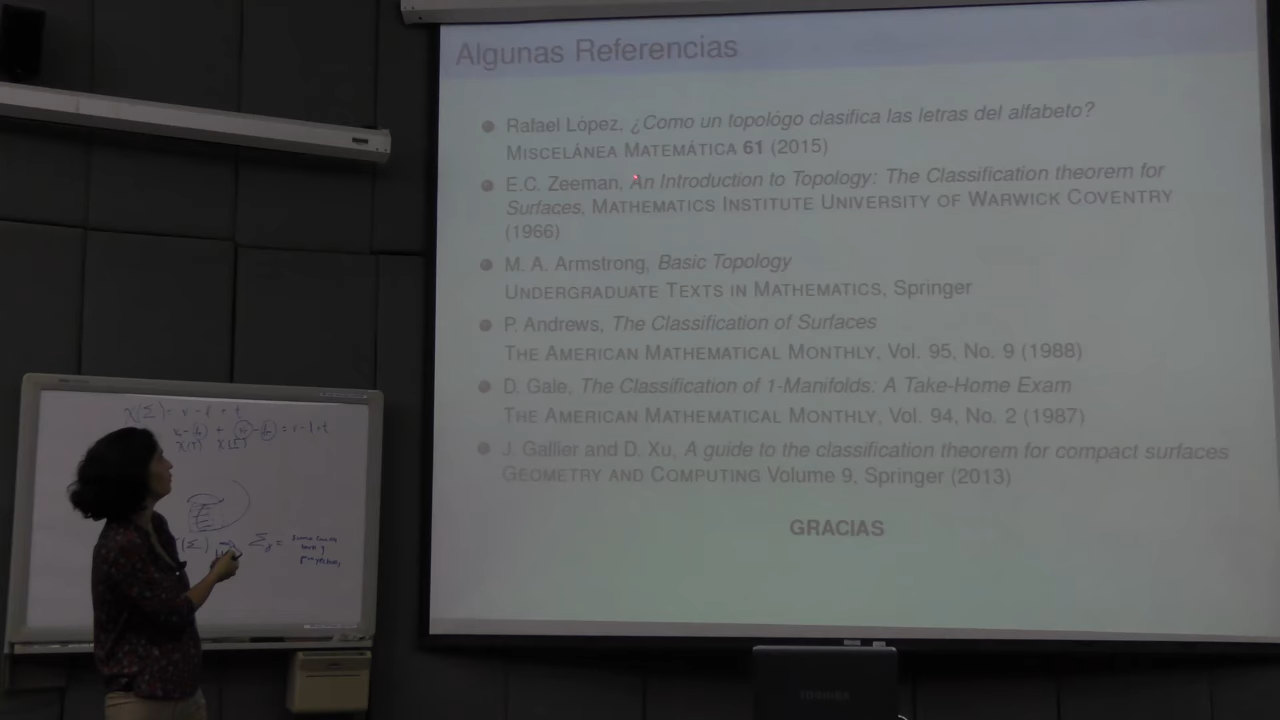 Algunas Referencias
Rafael López, ¿Como un topológo clasifica las letras del alfabeto?
MISCELÁNEA MATEMÁTICA 61 (2015)
E.C. Zeeman, An Introduction to Topology: The Classification theorem for
Surfaces, MATHEMATICS INSTITUTE UNIVERSITY OF WARWICK COVENTRY
(1966)
M. A. Armstrong, Basic Topology
UNDERGRADUATE TEXTS IN MATHEMATICS, Springer
P. Andrews, The Classification of Surfaces
THE AMERICAN MATHEMATICAL MONTHLY, Vol. 95, No. 9 (1988)
D. Gale, The Classification of 1-Manifolds: A Take-Home Exam
THE AMERICAN MATHEMATICAL MONTHLY, Vol. 94, No. 2 (1987)
J. Gallier and D. Xu, A guide to the classification theorem for compact surfaces
GEOMETRY AND COMPUTING Volume 9, Springer (2013)
GRACIAS
χ(Σ) = v - l + t
TOSHIBA